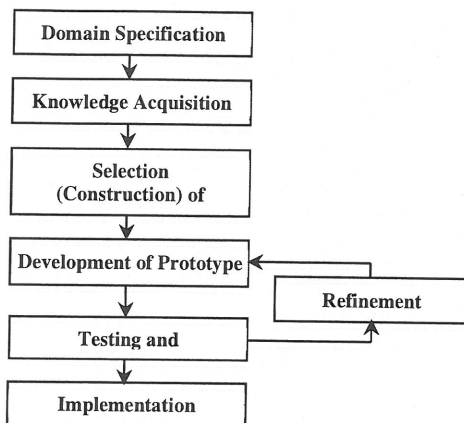 Domain Specification
Knowledge Acquisition
Selection
(Construction) of
Development of Prototype
Refinement
Testing and
Implementation